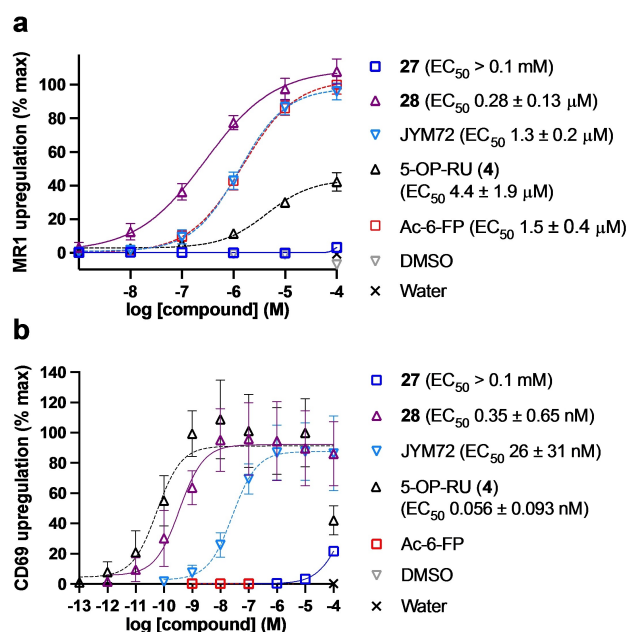 a
MR1 upregulation (% max)
100
80
60
40
20
0
-8 -7 -6 -5 -4
log [compound] (M)
27 (EC50 > 0.1 mM)
28 (EC50 0.28 ± 0.13 μM)
JYM72 (EC50 1.3 ± 0.2 μM)
5-OP-RU (4)
(EC50 4.4 ± 1.9 μM)
Ac-6-FP (EC50 1.5 ± 0.4 μM)
DMSO
Water
b
CD69 upregulation (% max)
140
120
100
80
60
40
20
0
-13 -12 -11 -10 -9 -8 -7 -6 -5 -4
log [compound] (M)
27 (EC50 > 0.1 mM)
28 (EC50 0.35 ± 0.65 nM)
JYM72 (EC50 26 ± 31 nM)
5-OP-RU (4)
(EC50 0.056 ± 0.093 nM)
Ac-6-FP
DMSO
Water